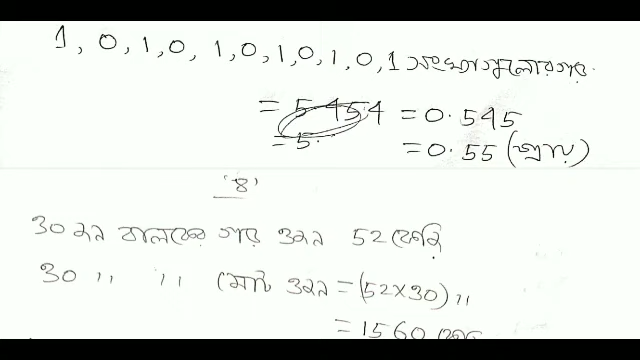 1, 0, 1, 0, 1, 0, 1, 0, 1, 0, 1 সংখ্যাগুলোর গড়
= 5.454 = 0.545
= 5. = 0.55 (প্রায়)
'8'
30 জন বালকের গড় ওজন 52 কেজি
30 ,, ,, মোট ওজন = (52×30) ,,
= 1560 কেজি